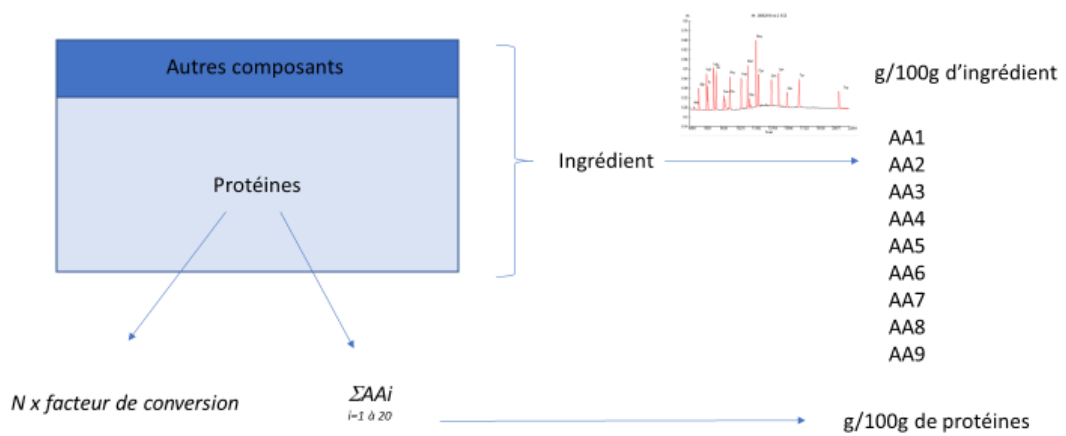 Autres composants
Protéines
Ingrédient
g/100g d’ingrédient
AA1
AA2
AA3
AA4
AA5
AA6
AA7
AA8
AA9
N x facteur de conversion
ΣAAi
i=1 à 20
g/100g de protéines